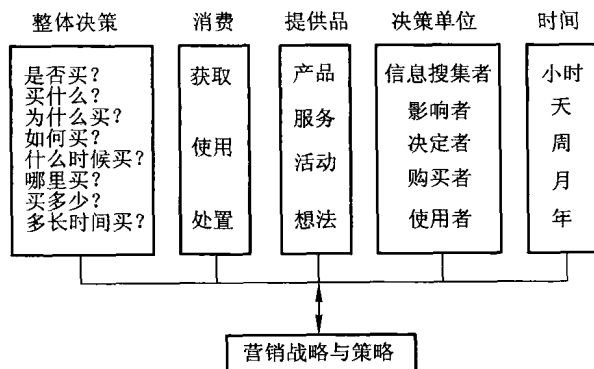 整体决策
消费
提供品
决策单位
时间
是否买?
买什么?
为什么买?
如何买?
什么时候买?
哪里买?
买多少?
多长时间买?
获取
使用
处置
产品
服务
活动
想法
信息搜集者
影响者
决定者
购买者
使用者
小时
天
周
月
年
营销战略与策略